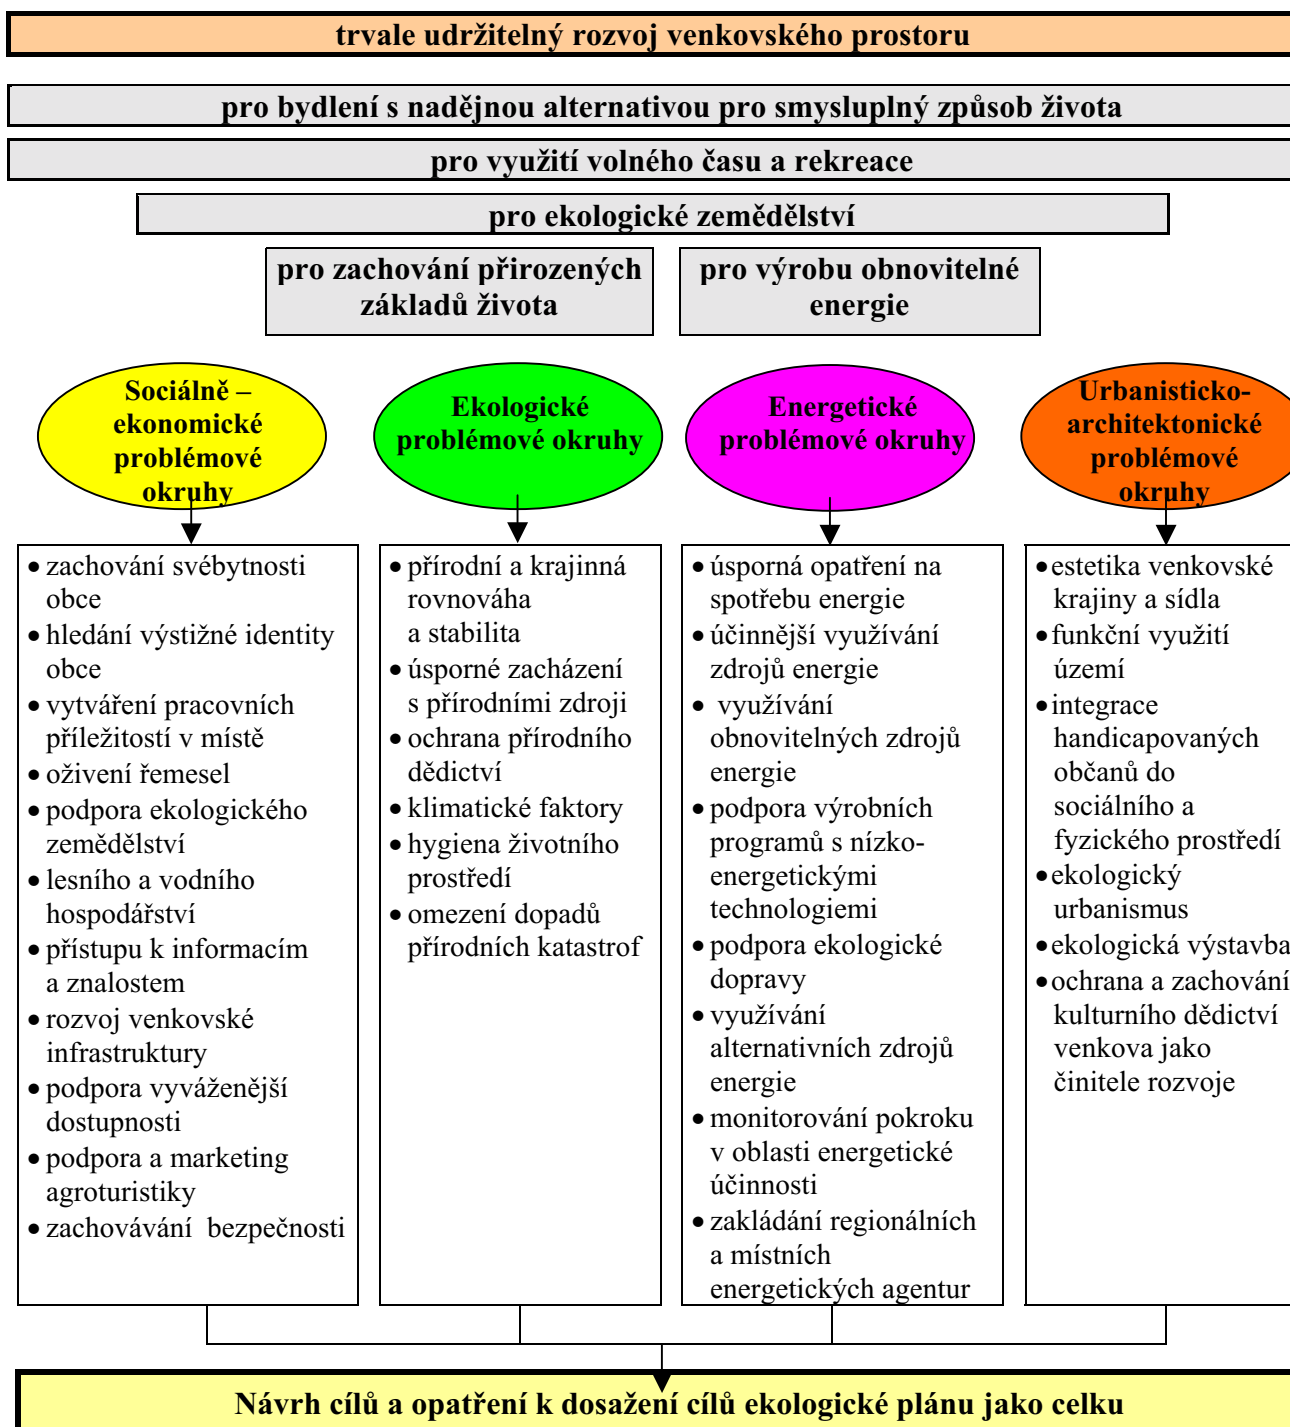 trvale udržitelný rozvoj venkovského prostoru
pro bydlení s nadějnou alternativou pro smysluplný způsob života
pro využití volného času a rekreace
pro ekologické zemědělství
pro zachování přirozených
základů života
pro výrobu obnovitelné
energie
Sociálně –
ekonomické
problémové
okruhy
Ekologické
problémové okruhy
Energetické
problémové okruhy
Urbanisticko-
architektonické
problémové
okruhy
• zachování svébytnosti
obce
• hledání výstižné identity
obce
• vytváření pracovních
příležitostí v místě
• oživení řemesel
• podpora ekologického
zemědělství
• lesního a vodního
hospodářství
• přístupu k informacím
a znalostem
• rozvoj venkovské
infrastruktury
• podpora vyváženější
dostupnosti
• podpora a marketing
agroturistiky
• zachovávání bezpečnosti
• přírodní a krajinná
rovnováha
a stabilita
• úsporné zacházení
s přírodními zdroji
• ochrana přírodního
dědictví
• klimatické faktory
• hygiena životního
prostředí
• omezení dopadů
přírodních katastrof
• úsporná opatření na
spotřebu energie
• účinnější využívání
zdrojů energie
• využívání
obnovitelných zdrojů
energie
• podpora výrobních
programů s nízko-
energetickými
technologiemi
• podpora ekologické
dopravy
• využívání
alternativních zdrojů
energie
• monitorování pokroku
v oblasti energetické
účinnosti
• zakládání regionálních
a místních
energetických agentur
• estetika venkovské
krajiny a sídla
• funkční využití
území
• integrace
handicapovaných
občanů do
sociálního a
fyzického prostředí
• ekologický
urbanismus
• ekologická výstavba
• ochrana a zachování
kulturního dědictví
venkova jako
činitele rozvoje
Návrh cílů a opatření k dosažení cílů ekologické plánu jako celku